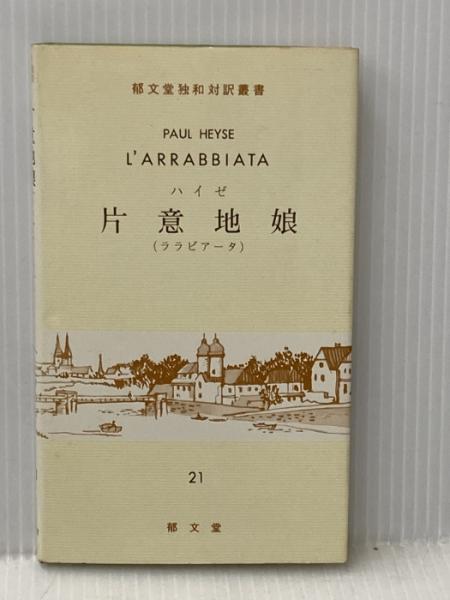 郁文堂独和対訳叢書
PAUL HEYSE
L'ARRABBIATA
ハイゼ
片意地娘
(ララビアータ)
21
郁文堂